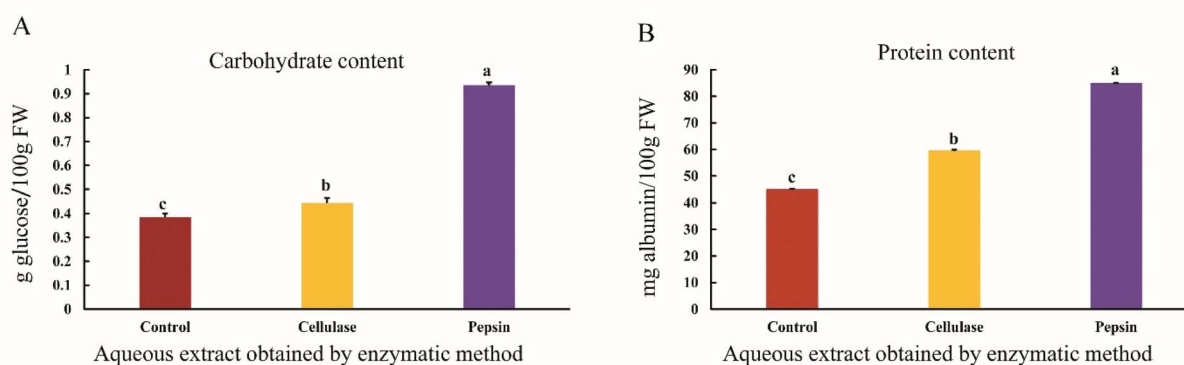 A
Carbohydrate content
g glucose/100g FW
1
0.9
0.8
0.7
0.6
0.5
0.4
0.3
0.2
0.1
0
c
b
a
Control Cellulase Pepsin
Aqueous extract obtained by enzymatic method
B
Protein content
mg albumin/100g FW
90
80
70
60
50
40
30
20
10
0
c
b
a
Control Cellulase Pepsin
Aqueous extract obtained by enzymatic method